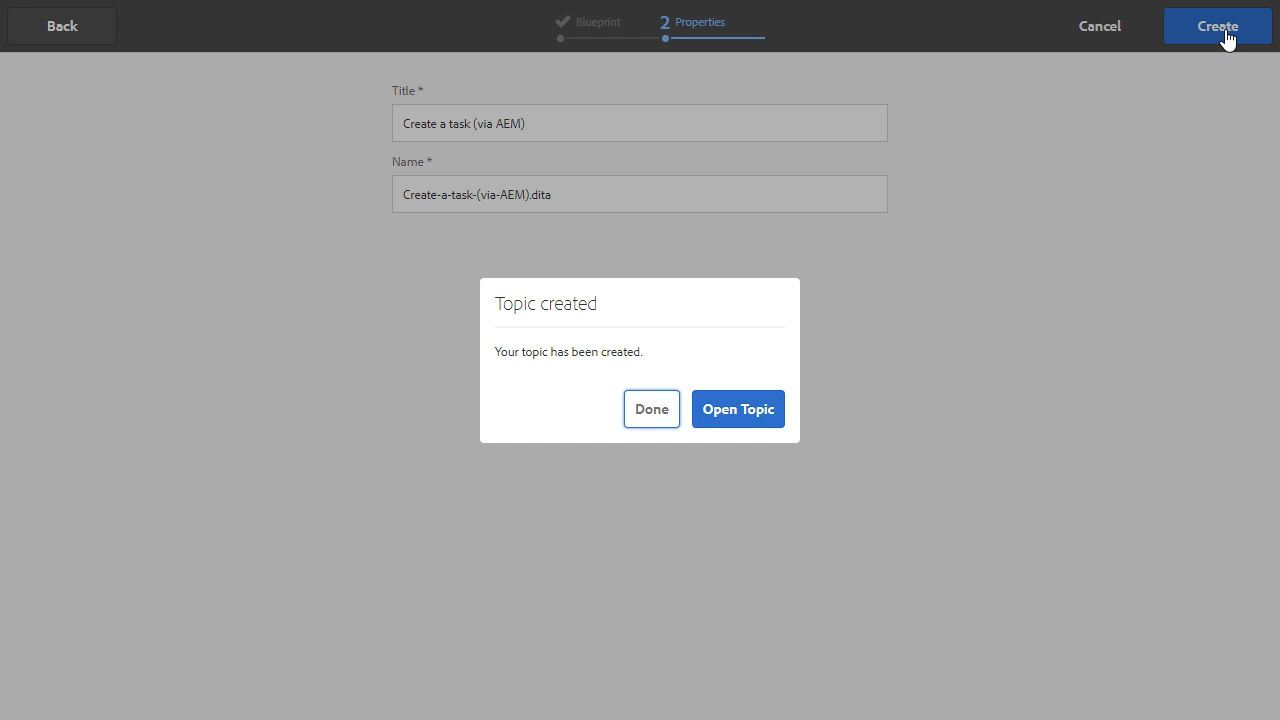 Back
Blueprint
2 Properties
Cancel
Create
Title *
Create a task (via AEM)
Name *
Create-a-task-(via-AEM).dita
Topic created
Your topic has been created.
Done
Open Topic